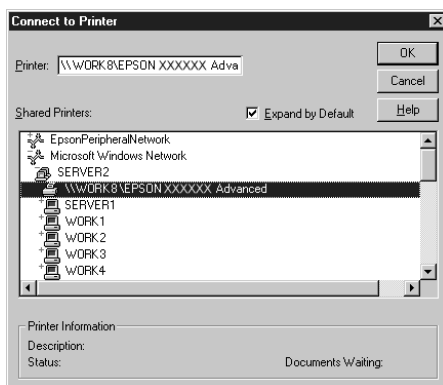 Connect to Printer
Printer: \\WORK8\EPSON XXXXXX Adva
OK
Cancel
Help
Shared Printers:
Expand by Default
EpsonPeripheralNetwork
Microsoft Windows Network
SERVER2
\\WORK8\EPSON XXXXXX Advanced
SERVER1
WORK1
WORK2
WORK3
WORK4
Printer Information
Description:
Status: Documents Waiting: